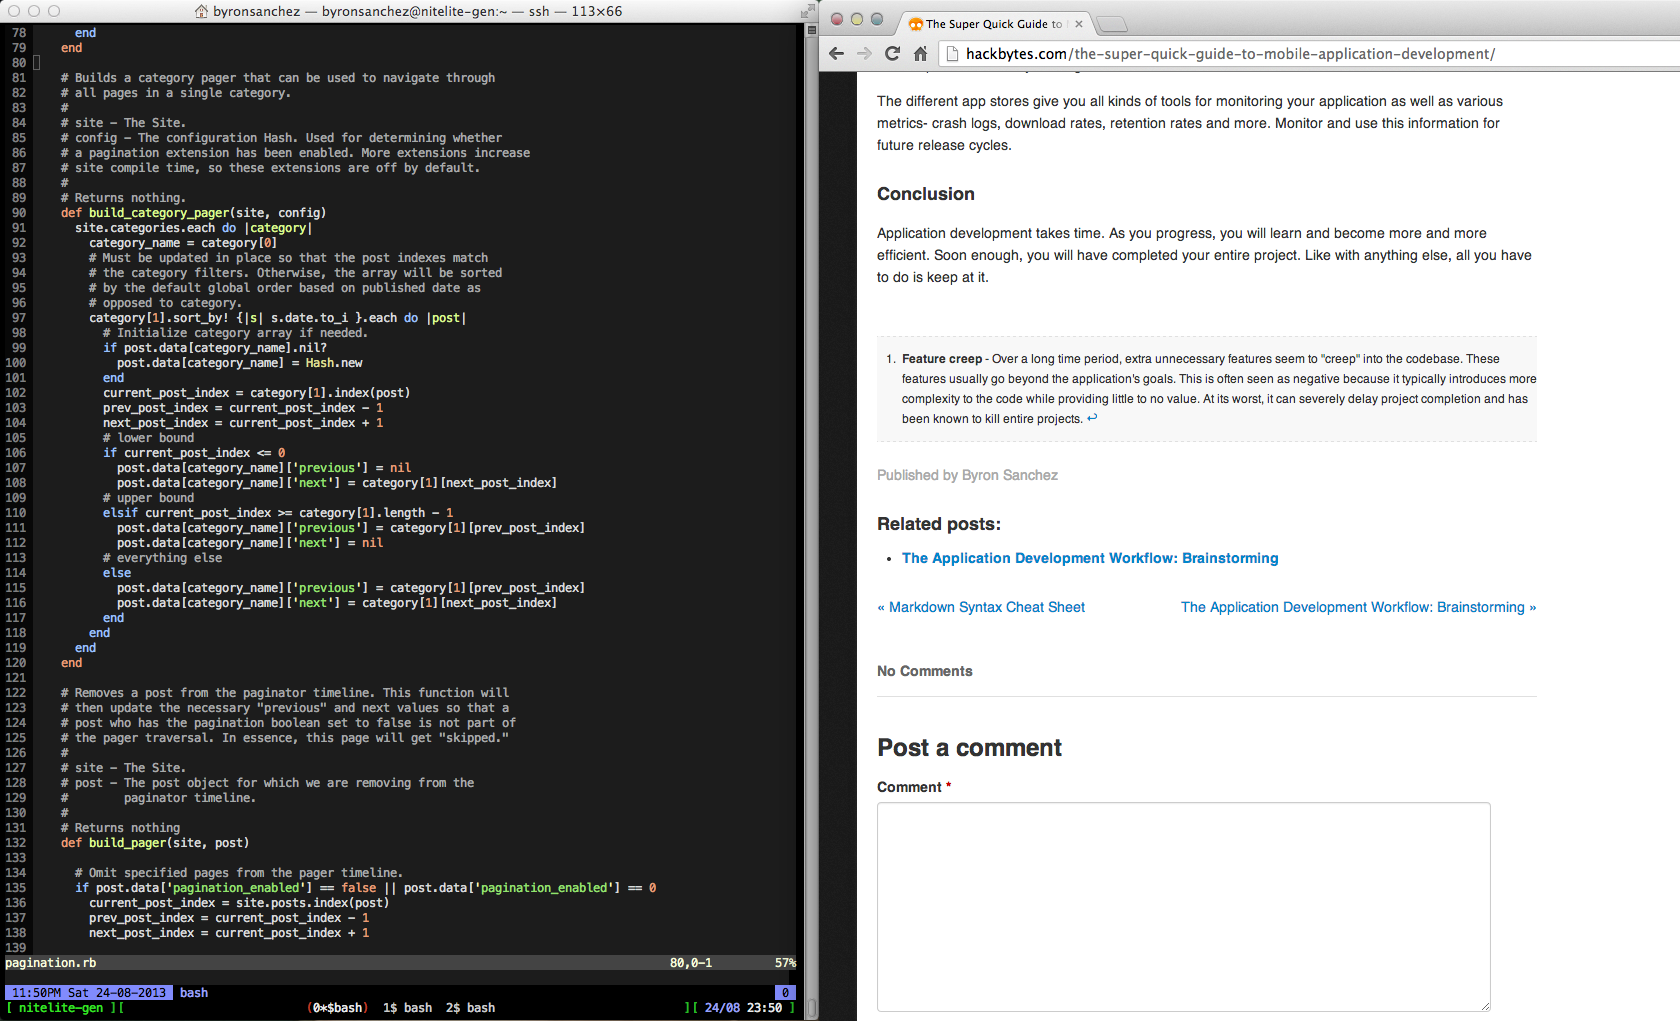 byronsanchez — byronsanchez@nitelite-gen:~ — ssh — 113×66
78 end
79 end
80
81 # Builds a category pager that can be used to navigate through
82 # all pages in a single category.
83 #
84 # site - The Site.
85 # config - The configuration Hash. Used for determining whether
86 # a pagination extension has been enabled. More extensions increase
87 # site compile time, so these extensions are off by default.
88 #
89 # Returns nothing.
90 def build_category_pager(site, config)
91 site.categories.each do |category|
92 category_name = category[0]
93 # Must be updated in place so that the post indexes match
94 # the category filters. Otherwise, the array will be sorted
95 # by the default global order based on published date as
96 # opposed to category.
97 category[1].sort_by! {|s| s.date.to_i }.each do |post|
98 # Initialize category array if needed.
99 if post.data[category_name].nil?
100 post.data[category_name] = Hash.new
101 end
102 current_post_index = category[1].index(post)
103 prev_post_index = current_post_index - 1
104 next_post_index = current_post_index + 1
105 # lower bound
106 if current_post_index <= 0
107 post.data[category_name]['previous'] = nil
108 post.data[category_name]['next'] = category[1][next_post_index]
109 # upper bound
110 elsif current_post_index >= category[1].length - 1
111 post.data[category_name]['previous'] = category[1][prev_post_index]
112 post.data[category_name]['next'] = nil
113 # everything else
114 else
115 post.data[category_name]['previous'] = category[1][prev_post_index]
116 post.data[category_name]['next'] = category[1][next_post_index]
117 end
118 end
119 end
120 end
121
122 # Removes a post from the paginator timeline. This function will
123 # then update the necessary "previous" and next values so that a
124 # post who has the pagination boolean set to false is not part of
125 # the pager traversal. In essence, this page will get "skipped."
126 #
127 # site - The Site.
128 # post - The post object for which we are removing from the
129 # paginator timeline.
130 #
131 # Returns nothing
132 def build_pager(site, post)
133
134 # Omit specified pages from the pager timeline.
135 if post.data['pagination_enabled'] == false || post.data['pagination_enabled'] == 0
136 current_post_index = site.posts.index(post)
137 prev_post_index = current_post_index - 1
138 next_post_index = current_post_index + 1
139
pagination.rb 80,0-1 57%
11:50PM Sat 24-08-2013 bash 0
[ nitelite-gen ][ (0*$bash) 1$ bash 2$ bash ][ 24/08 23:50 ]
The Super Quick Guide to
hackbytes.com/the-super-quick-guide-to-mobile-application-development/
The different app stores give you all kinds of tools for monitoring your application as well as various
metrics- crash logs, download rates, retention rates and more. Monitor and use this information for
future release cycles.
Conclusion
Application development takes time. As you progress, you will learn and become more and more
efficient. Soon enough, you will have completed your entire project. Like with anything else, all you have
to do is keep at it.
1. Feature creep - Over a long time period, extra unnecessary features seem to "creep" into the codebase. These
features usually go beyond the application's goals. This is often seen as negative because it typically introduces more
complexity to the code while providing little to no value. At its worst, it can severely delay project completion and has
been known to kill entire projects. ↩
Published by Byron Sanchez
Related posts:
• The Application Development Workflow: Brainstorming
« Markdown Syntax Cheat Sheet The Application Development Workflow: Brainstorming »
No Comments
Post a comment
Comment *